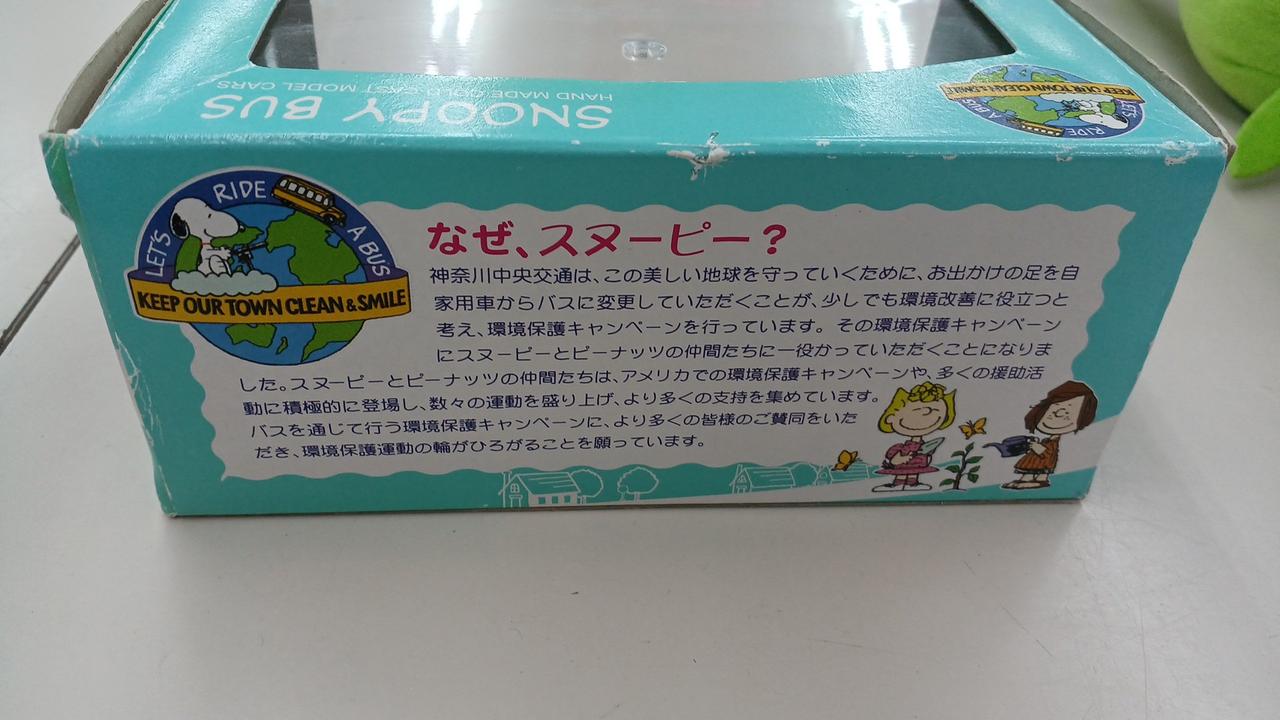 SNOOPY BUS
HAND MADE COLD CAST MODEL CARS
LET'S RIDE A BUS
KEEP OUR TOWN CLEAN & SMILE
LET'S RIDE A BUS
KEEP OUR TOWN CLEAN & SMILE
なぜ、スヌーピー?
神奈川中央交通は、この美しい地球を守っていくために、お出かけの足を自
家用車からバスに変更していただくことが、少しでも環境改善に役立つと
考え、環境保護キャンペーンを行っています。その環境保護キャンペーン
にスヌーピーとピーナッツの仲間たちに一役かっていただくことになりま
した。スヌーピーとピーナッツの仲間たちは、アメリカでの環境保護キャンペーンや、多くの援助活
動に積極的に登場し、数々の運動を盛り上げ、より多くの支持を集めています。
バスを通じて行う環境保護キャンペーンに、より多くの皆様のご賛同をいた
だき、環境保護運動の輪がひろがることを願っています。